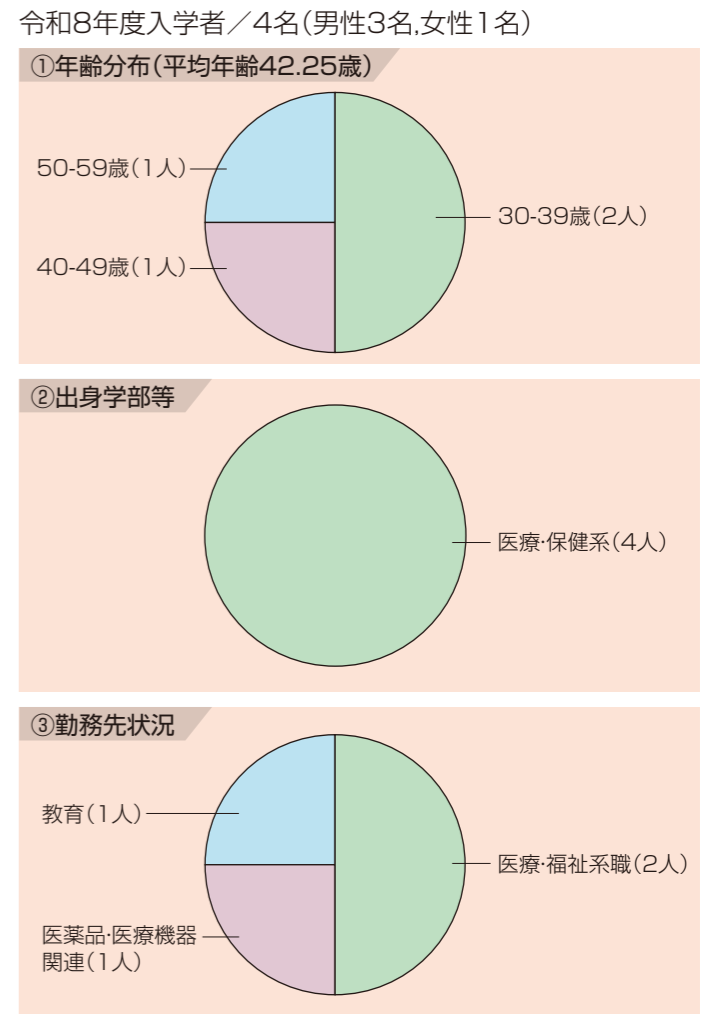 令和8年度入学者／4名(男性3名,女性1名)
①年齢分布(平均年齢42.25歳)
50-59歳(1人)
30-39歳(2人)
40-49歳(1人)
②出身学部等
医療·保健系(4人)
③勤務先状況
教育(1人)
医療·福祉系職(2人)
医薬品·医療機器
関連(1人)